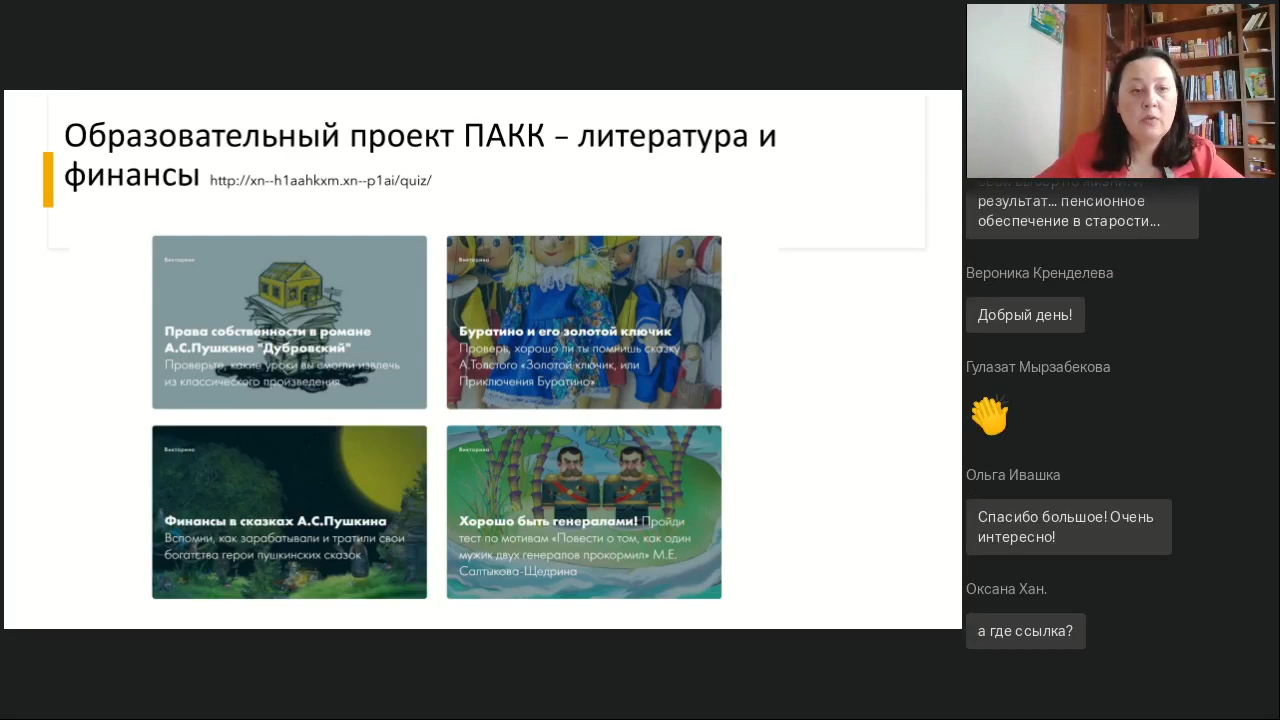 Образовательный проект ПАКК – литература и
финансы http://xn--h1aahkxm.xn--p1ai/quiz/
Викторина
Права собственности в романе
А.С.Пушкина "Дубровский"
Проверьте, какие уроки вы смогли извлечь
из классического произведения
Викторина
Буратино и его золотой ключик
Проверь, хорошо ли ты помнишь сказку
А.Толстого «Золотой ключик, или
Приключения Буратино»
Викторина
Финансы в сказках А.С.Пушкина
Вспомни, как зарабатывали и тратили свои
богатства герои пушкинских сказок
Викторина
Хорошо быть генералами! Пройди
тест по мотивам «Повести о том, как один
мужик двух генералов прокормил» М.Е.
Салтыкова-Щедрина
результат... пенсионное
обеспечение в старости...
Вероника Кренделева
Добрый день!
Гулазат Мырзабекова
Ольга Ивашка
Спасибо большое! Очень
интересно!
Оксана Хан.
а где ссылка?